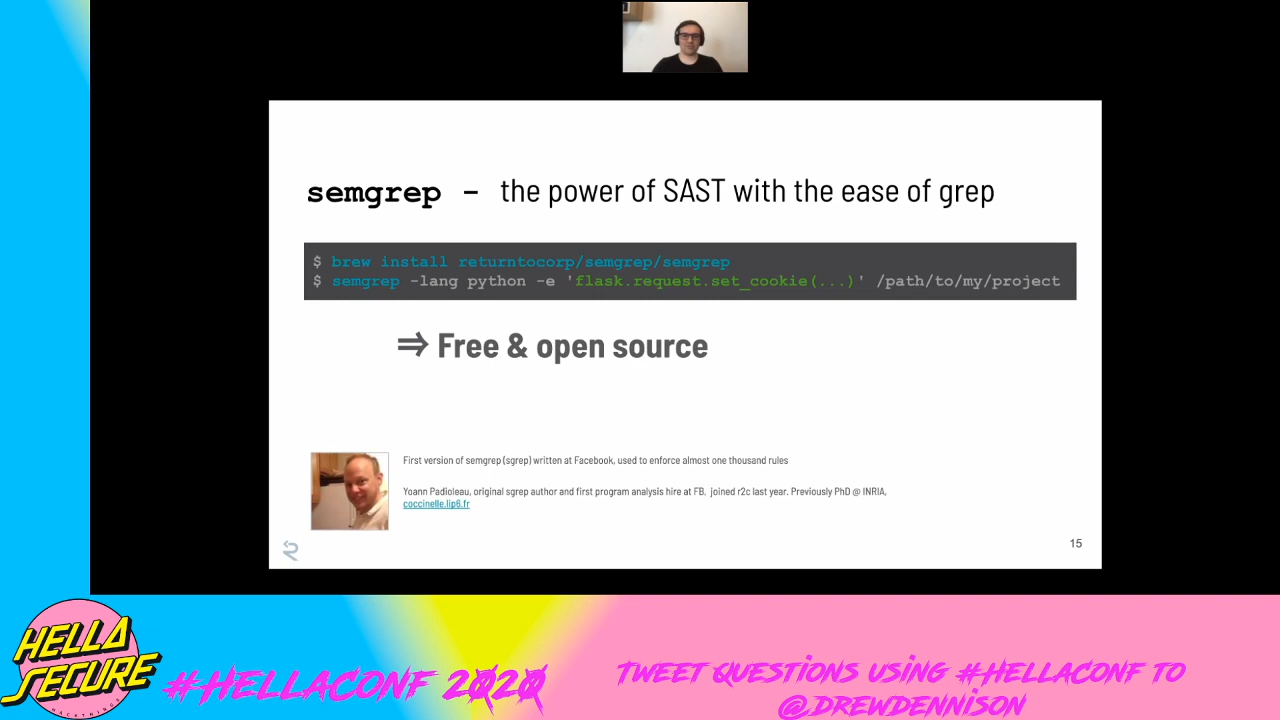 semgrep - the power of SAST with the ease of grep
$ brew install returntocorp/semgrep/semgrep
$ semgrep -lang python -e 'flask.request.set_cookie(...)' /path/to/my/project
⇒ Free & open source
First version of semgrep (sgrep) written at Facebook, used to enforce almost one thousand rules
Yoann Padioleau, original sgrep author and first program analysis hire at FB. joined r2c last year. Previously PhD @ INRIA,
coccinelle.lip6.fr
15
HELLA
SECURE
HACKTHINGS
#HELLACONF 2020
TWEET QUESTIONS USING #HELLACONF TO
@DREWDENNISON